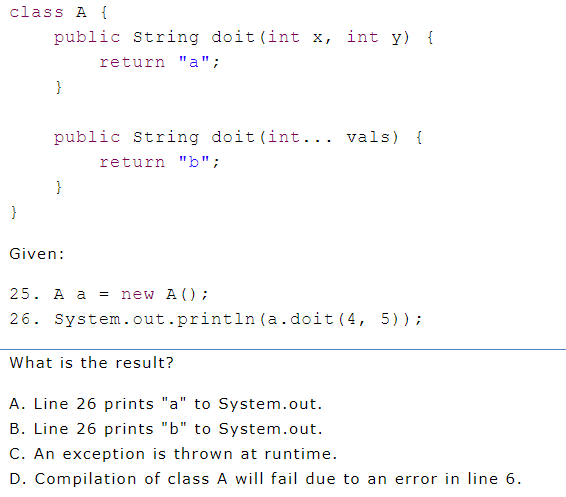 class A {
    public String doit(int x, int y) {
        return "a";
    }

    public String doit(int... vals) {
        return "b";
    }
}
Given:
25. A a = new A();
26. System.out.println(a.doit(4, 5));
What is the result?
A. Line 26 prints "a" to System.out.
B. Line 26 prints "b" to System.out.
C. An exception is thrown at runtime.
D. Compilation of class A will fail due to an error in line 6.